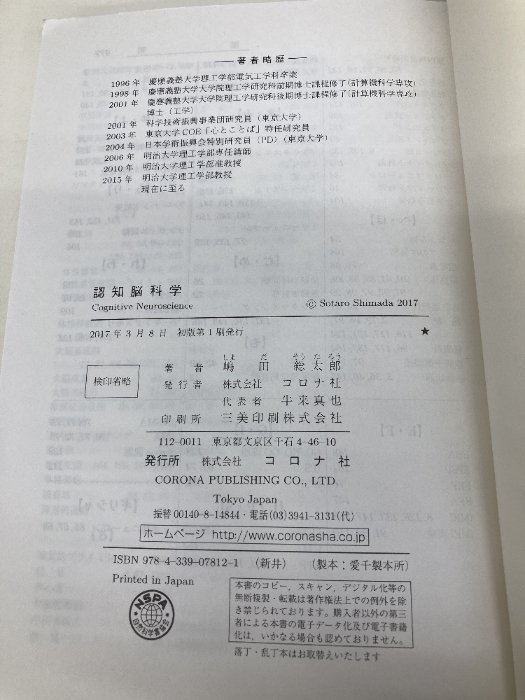 著者略歴
1996年 慶應義塾大学理工学部電気工学科卒業
1998年 慶應義塾大学大学院理工学研究科前期博士課程修了(計算機科学専攻)
2001年 慶應義塾大学大学院理工学研究科後期博士課程修了(計算機科学専攻)
博士(工学)
2001年 科学技術振興事業団研究員(東京大学)
2003年 東京大学COE「心とことば」特任研究員
2004年 日本学術振興会特別研究員(PD)(東京大学)
2006年 明治大学理工学部専任講師
2010年 明治大学理工学部准教授
2015年 明治大学理工学部教授
現在に至る
認知脳科学
Cognitive Neuroscience
© Sotaro Shimada 2017
2017年3月8日 初版第1刷発行 ★
検印省略
しま だ そう た ろう
著者 嶋田総太郎
発行者 株式会社 コロナ社
代表者 牛来真也
印刷所 三美印刷株式会社
112-0011 東京都文京区千石4-46-10
発行所 株式会社 コロナ社
CORONA PUBLISHING CO., LTD.
Tokyo Japan
振替00140-8-14844・電話(03)3941-3131(代)
ホームページ http://www.coronasha.co.jp
ISBN 978-4-339-07812-1 (新井) (製本:愛千製本所)
Printed in Japan
NSPA
本書のコピー、スキャン、デジタル化等の
無断複製・転載は著作権法上での例外を除
き禁じられております。購入者以外の第三
者による本書の電子データ化及び電子書籍
化は、いかなる場合も認めておりません。
落丁・乱丁本はお取替えいたします